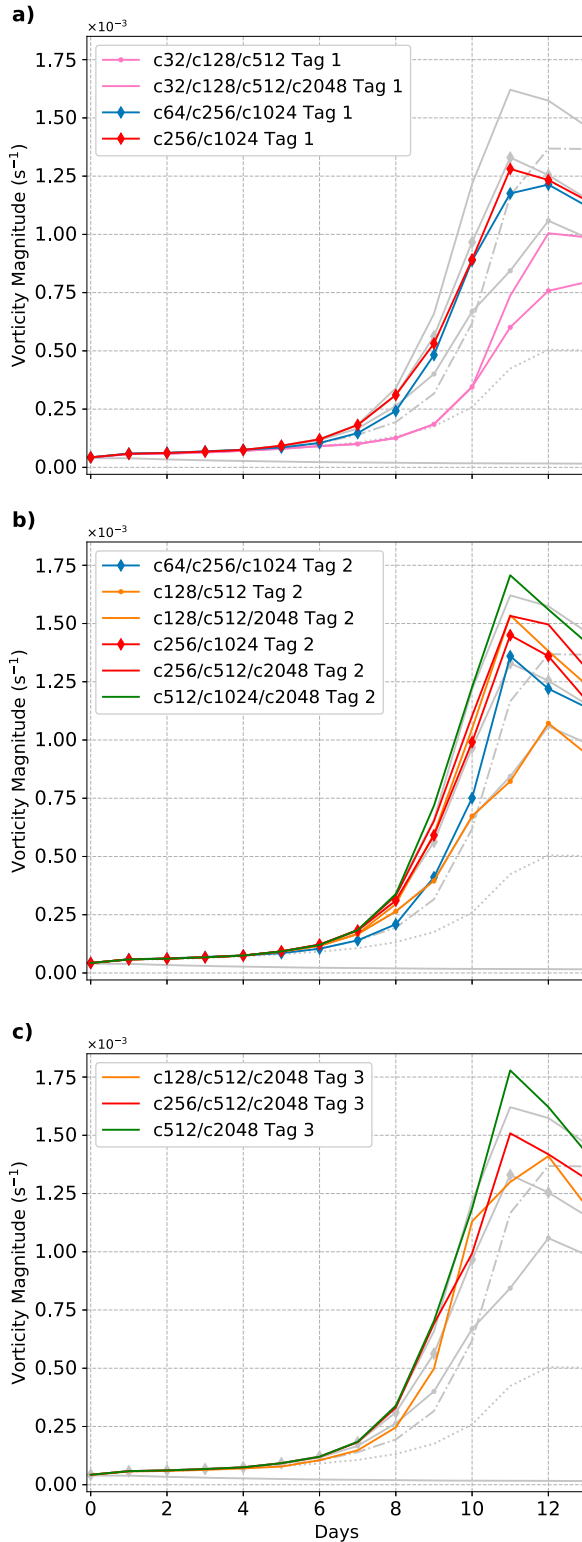 a)
×10⁻³
1.75
1.50
1.25
1.00
0.75
0.50
0.25
0.00
Vorticity Magnitude (s⁻¹)
c32/c128/c512 Tag 1
c32/128/c512/c2048 Tag 1
c64/c256/c1024 Tag 1
c256/c1024 Tag 1
b)
×10⁻³
1.75
1.50
1.25
1.00
0.75
0.50
0.25
0.00
Vorticity Magnitude (s⁻¹)
c64/c256/c1024 Tag 2
c128/c512 Tag 2
c128/c512/2048 Tag 2
c256/c1024 Tag 2
c256/c512/c2048 Tag 2
c512/c1024/c2048 Tag 2
c)
×10⁻³
1.75
1.50
1.25
1.00
0.75
0.50
0.25
0.00
Vorticity Magnitude (s⁻¹)
c128/c512/c2048 Tag 3
c256/c512/c2048 Tag 3
c512/c2048 Tag 3
0 2 4 6 8 10 12
Days